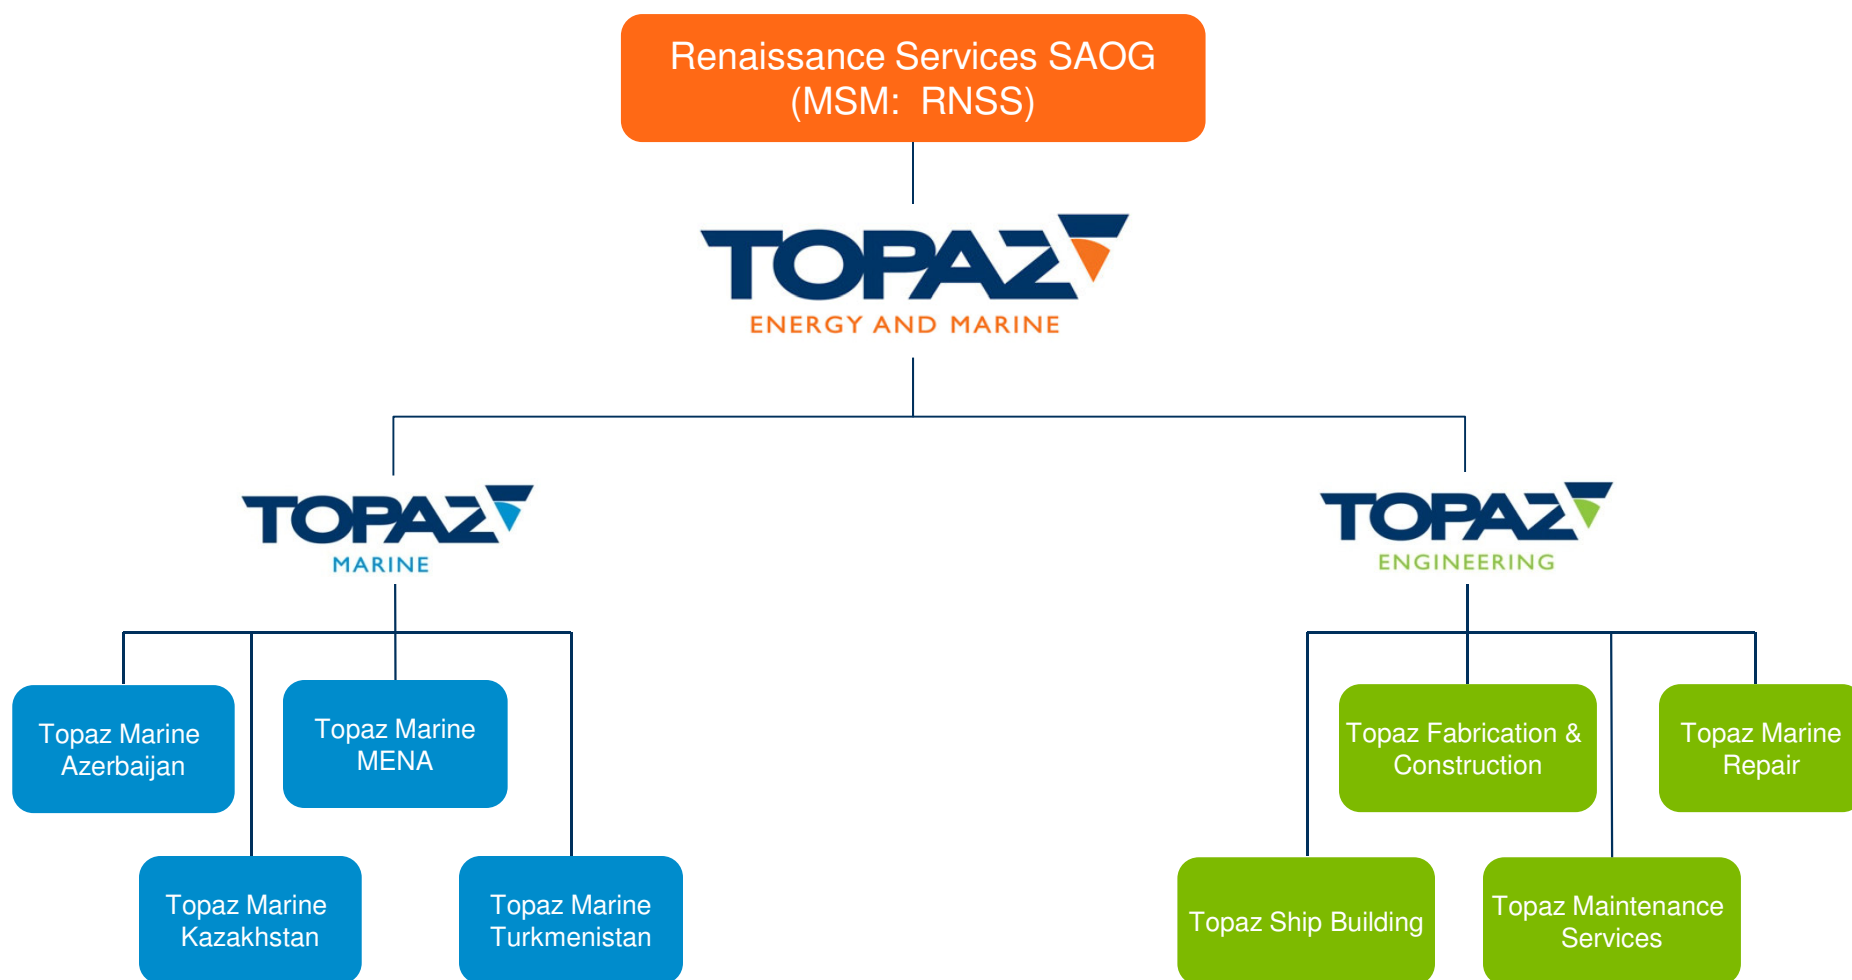 Renaissance Services SAOG
(MSM: RNSS)
TOPAZ
ENERGY AND MARINE
TOPAZ
MARINE
TOPAZ
ENGINEERING
Topaz Marine
Azerbaijan
Topaz Marine
MENA
Topaz Fabrication &
Construction
Topaz Marine
Repair
Topaz Marine
Kazakhstan
Topaz Marine
Turkmenistan
Topaz Ship Building
Topaz Maintenance
Services